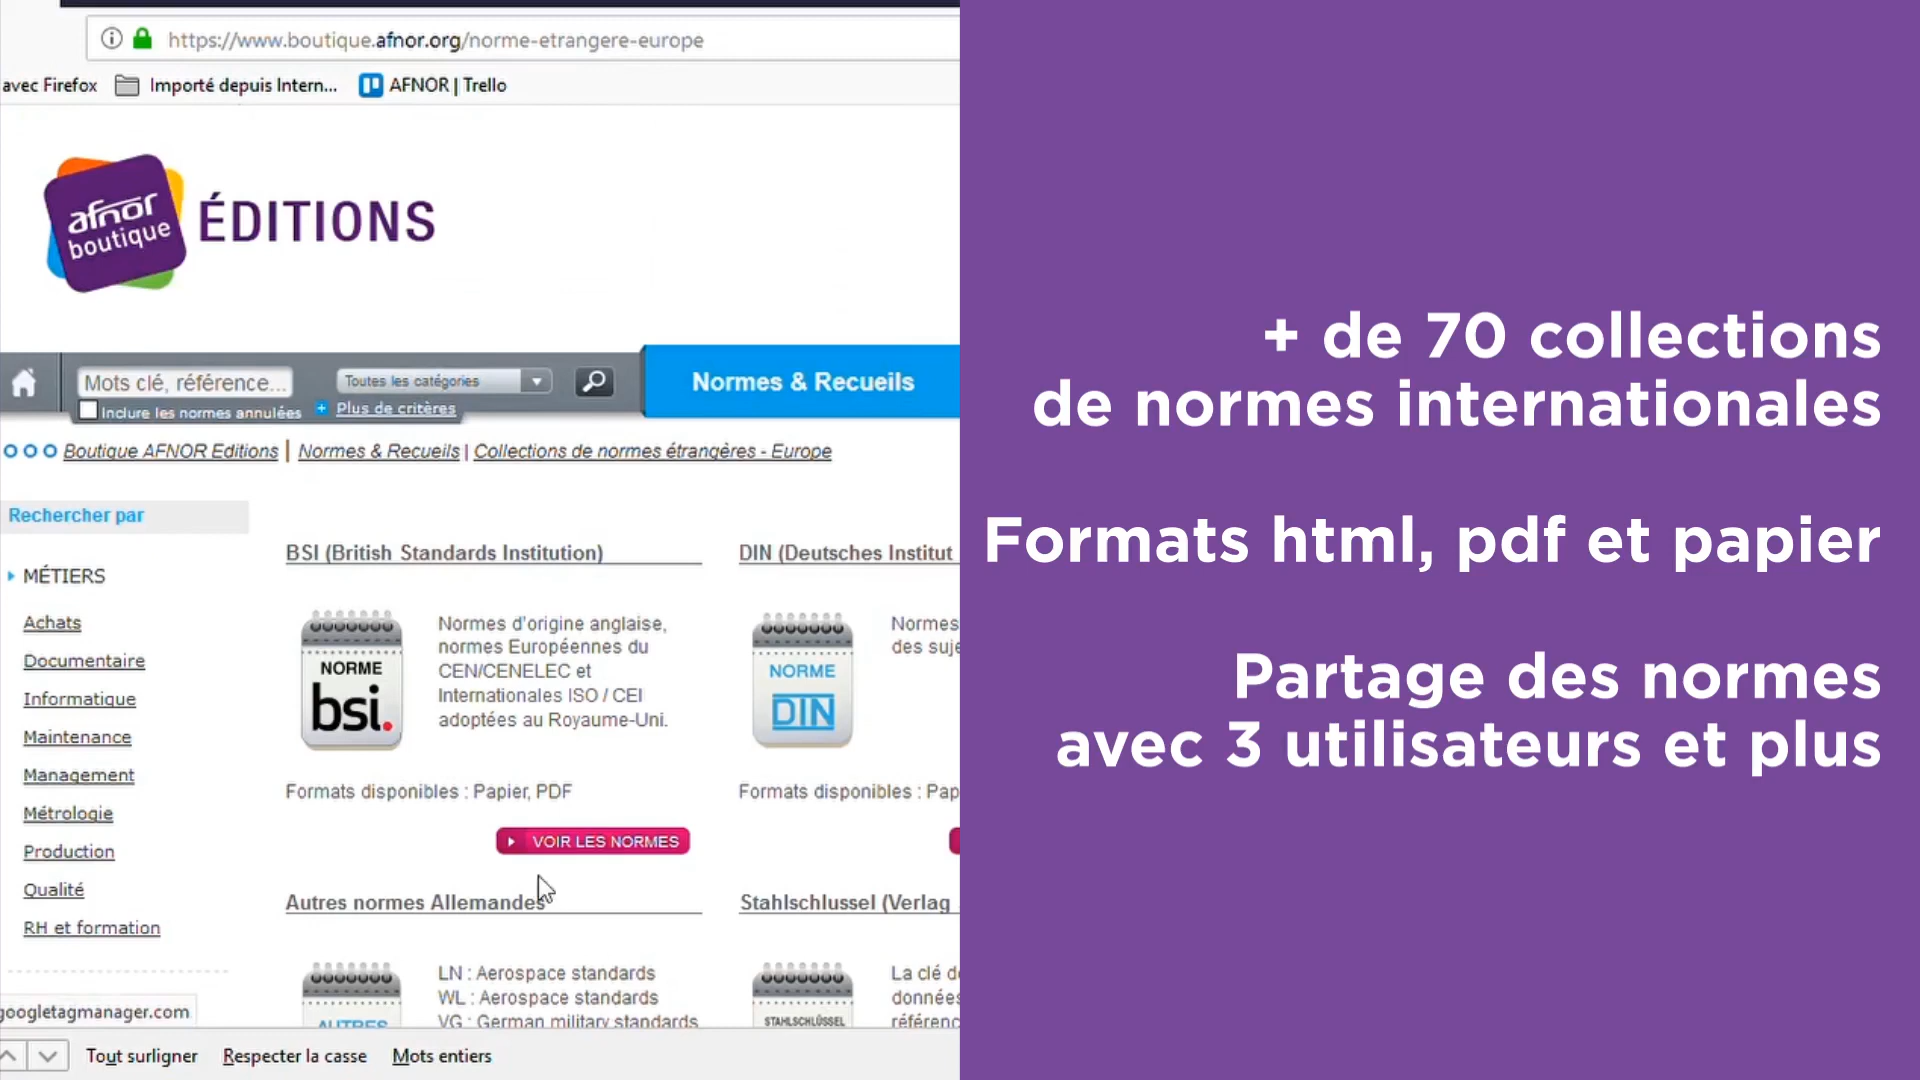 https://www.boutique.afnor.org/norme-etrangere-europe
avec Firefox Importé depuis Intern... AFNOR | Trello
afnor
boutique
ÉDITIONS
Mots clé, référence...
Toutes les catégories
Normes & Recueils
Inclure les normes annulées
+ Plus de critères
Boutique AFNOR Editions | Normes & Recueils | Collections de normes étrangères - Europe
Rechercher par
MÉTIERS
Achats
Documentaire
Informatique
Maintenance
Management
Métrologie
Production
Qualité
RH et formation
googletagmanager.com
BSI (British Standards Institution)
NORME
bsi.
Normes d'origine anglaise,
normes Européennes du
CEN/CENELEC et
Internationales ISO / CEI
adoptées au Royaume-Uni.
Formats disponibles : Papier, PDF
VOIR LES NORMES
DIN (Deutsches Institut
NORME
DIN
Normes
des suje
Formats disponibles : Pap
Autres normes Allemandes
AUTRES
LN : Aerospace standards
WL : Aerospace standards
VG : German military standards
Stahlschlussel (Verlag
STAHLSCHLÜSSEL
La clé de
données
référenc
Tout surligner Respecter la casse Mots entiers
+ de 70 collections
de normes internationales
Formats html, pdf et papier
Partage des normes
avec 3 utilisateurs et plus